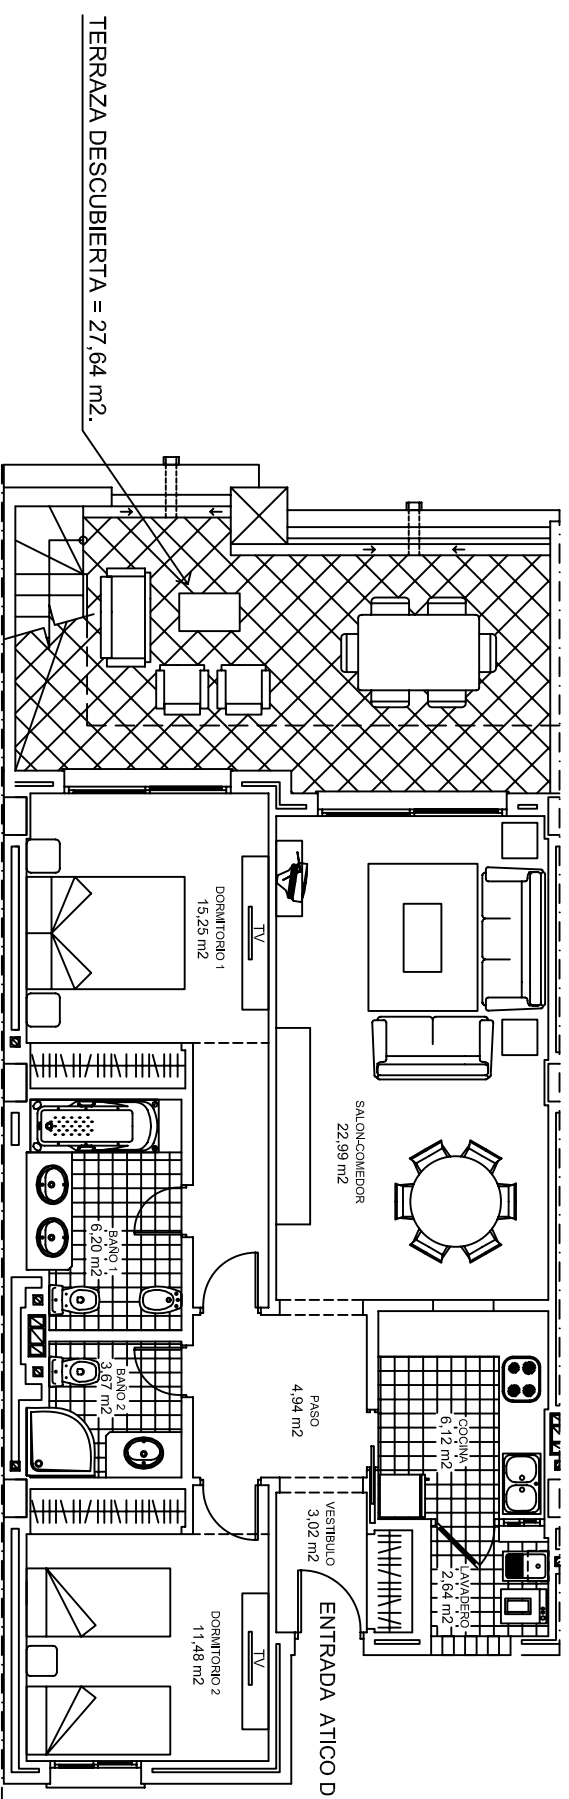 TERRAZA DESCUBIERTA = 27,64 m2.
DORMITORIO 1
15,25 m2
TV
SALON-COMEDOR
22,99 m2
BAÑO 1
6,20 m2
BAÑO 2
3,67 m2
PASO
4,94 m2
COCINA
6,12 m2
VESTIBULO
3,02 m2
LAVADERO
2,64 m2
ENTRADA ATICO D
DORMITORIO 2
11,48 m2
TV